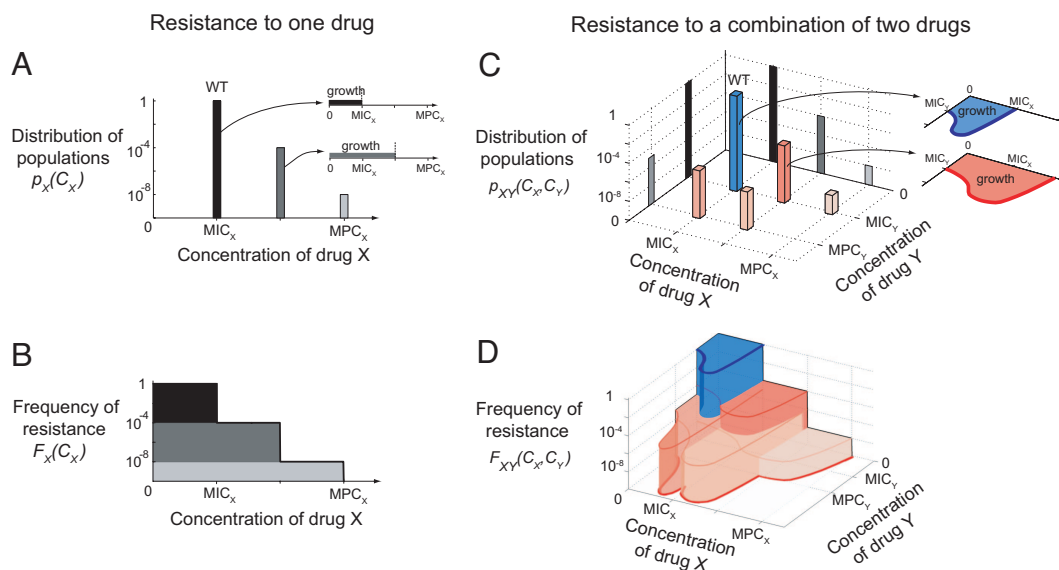 Resistance to one drug
Resistance to a combination of two drugs
A
WT
growth
0 MIC_X MPC_X
growth
0 MIC_X MPC_X
1
10^-4
10^-8
0
Distribution of
populations
p_X(C_X)
MIC_X MPC_X
Concentration of drug X
B
Frequency of
resistance
F_X(C_X)
1
10^-4
10^-8
0
MIC_X MPC_X
Concentration of drug X
C
WT
Distribution of
populations
p_XY(C_X,C_Y)
1
10^-4
10^-8
0
MIC_X
MPC_X
Concentration
of drug X
0
MIC_Y
MPC_Y
Concentration
of drug Y
0
MIC_Y MIC_X
growth
0
MIC_Y MIC_X
growth
D
Frequency of
resistance
F_XY(C_X,C_Y)
1
10^-4
10^-8
0
MIC_X
MPC_X
Concentration
of drug X
0
MIC_Y
MPC_Y
Concentration
of drug Y